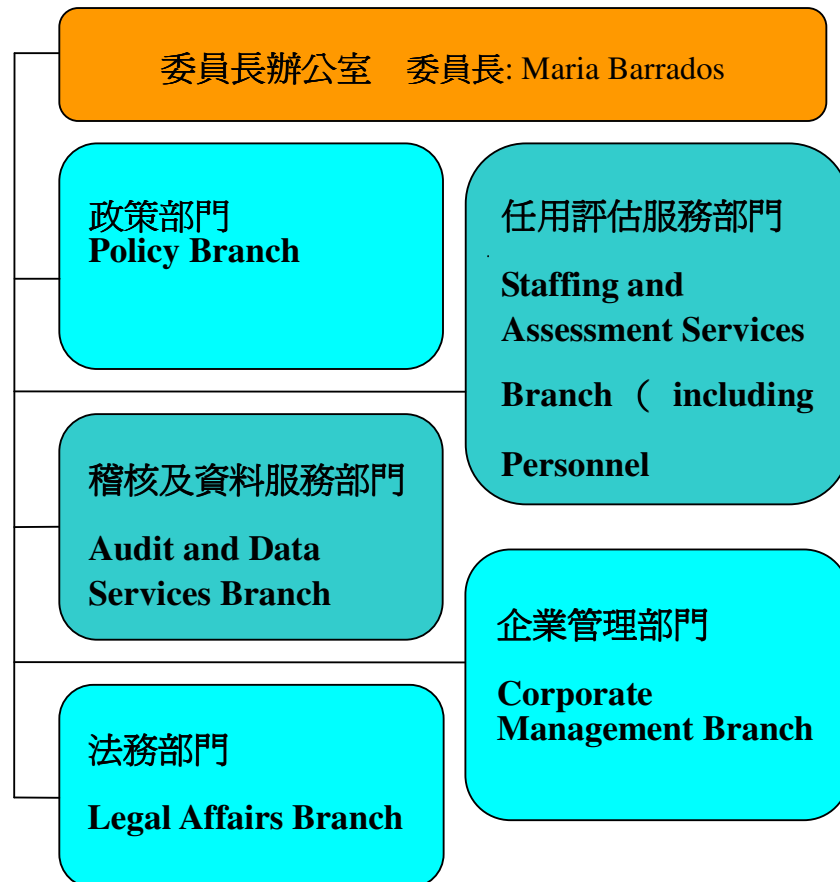 委員長辦公室 委員長: Maria Barrados
政策部門
Policy Branch
任用評估服務部門
Staffing and
Assessment Services
Branch （ including
Personnel
稽核及資料服務部門
Audit and Data
Services Branch
企業管理部門
Corporate
Management Branch
法務部門
Legal Affairs Branch